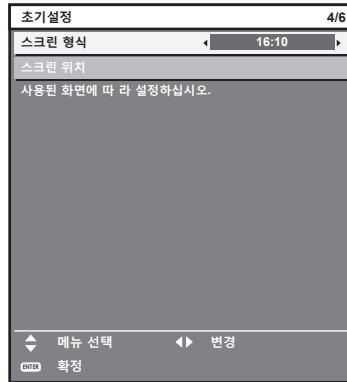 초기설정 4/6
스크린 형식 16:10
스크린 위치
사용된 화면에 따 라 설정하십시오.
메뉴 선택 변경
ENTER 확정